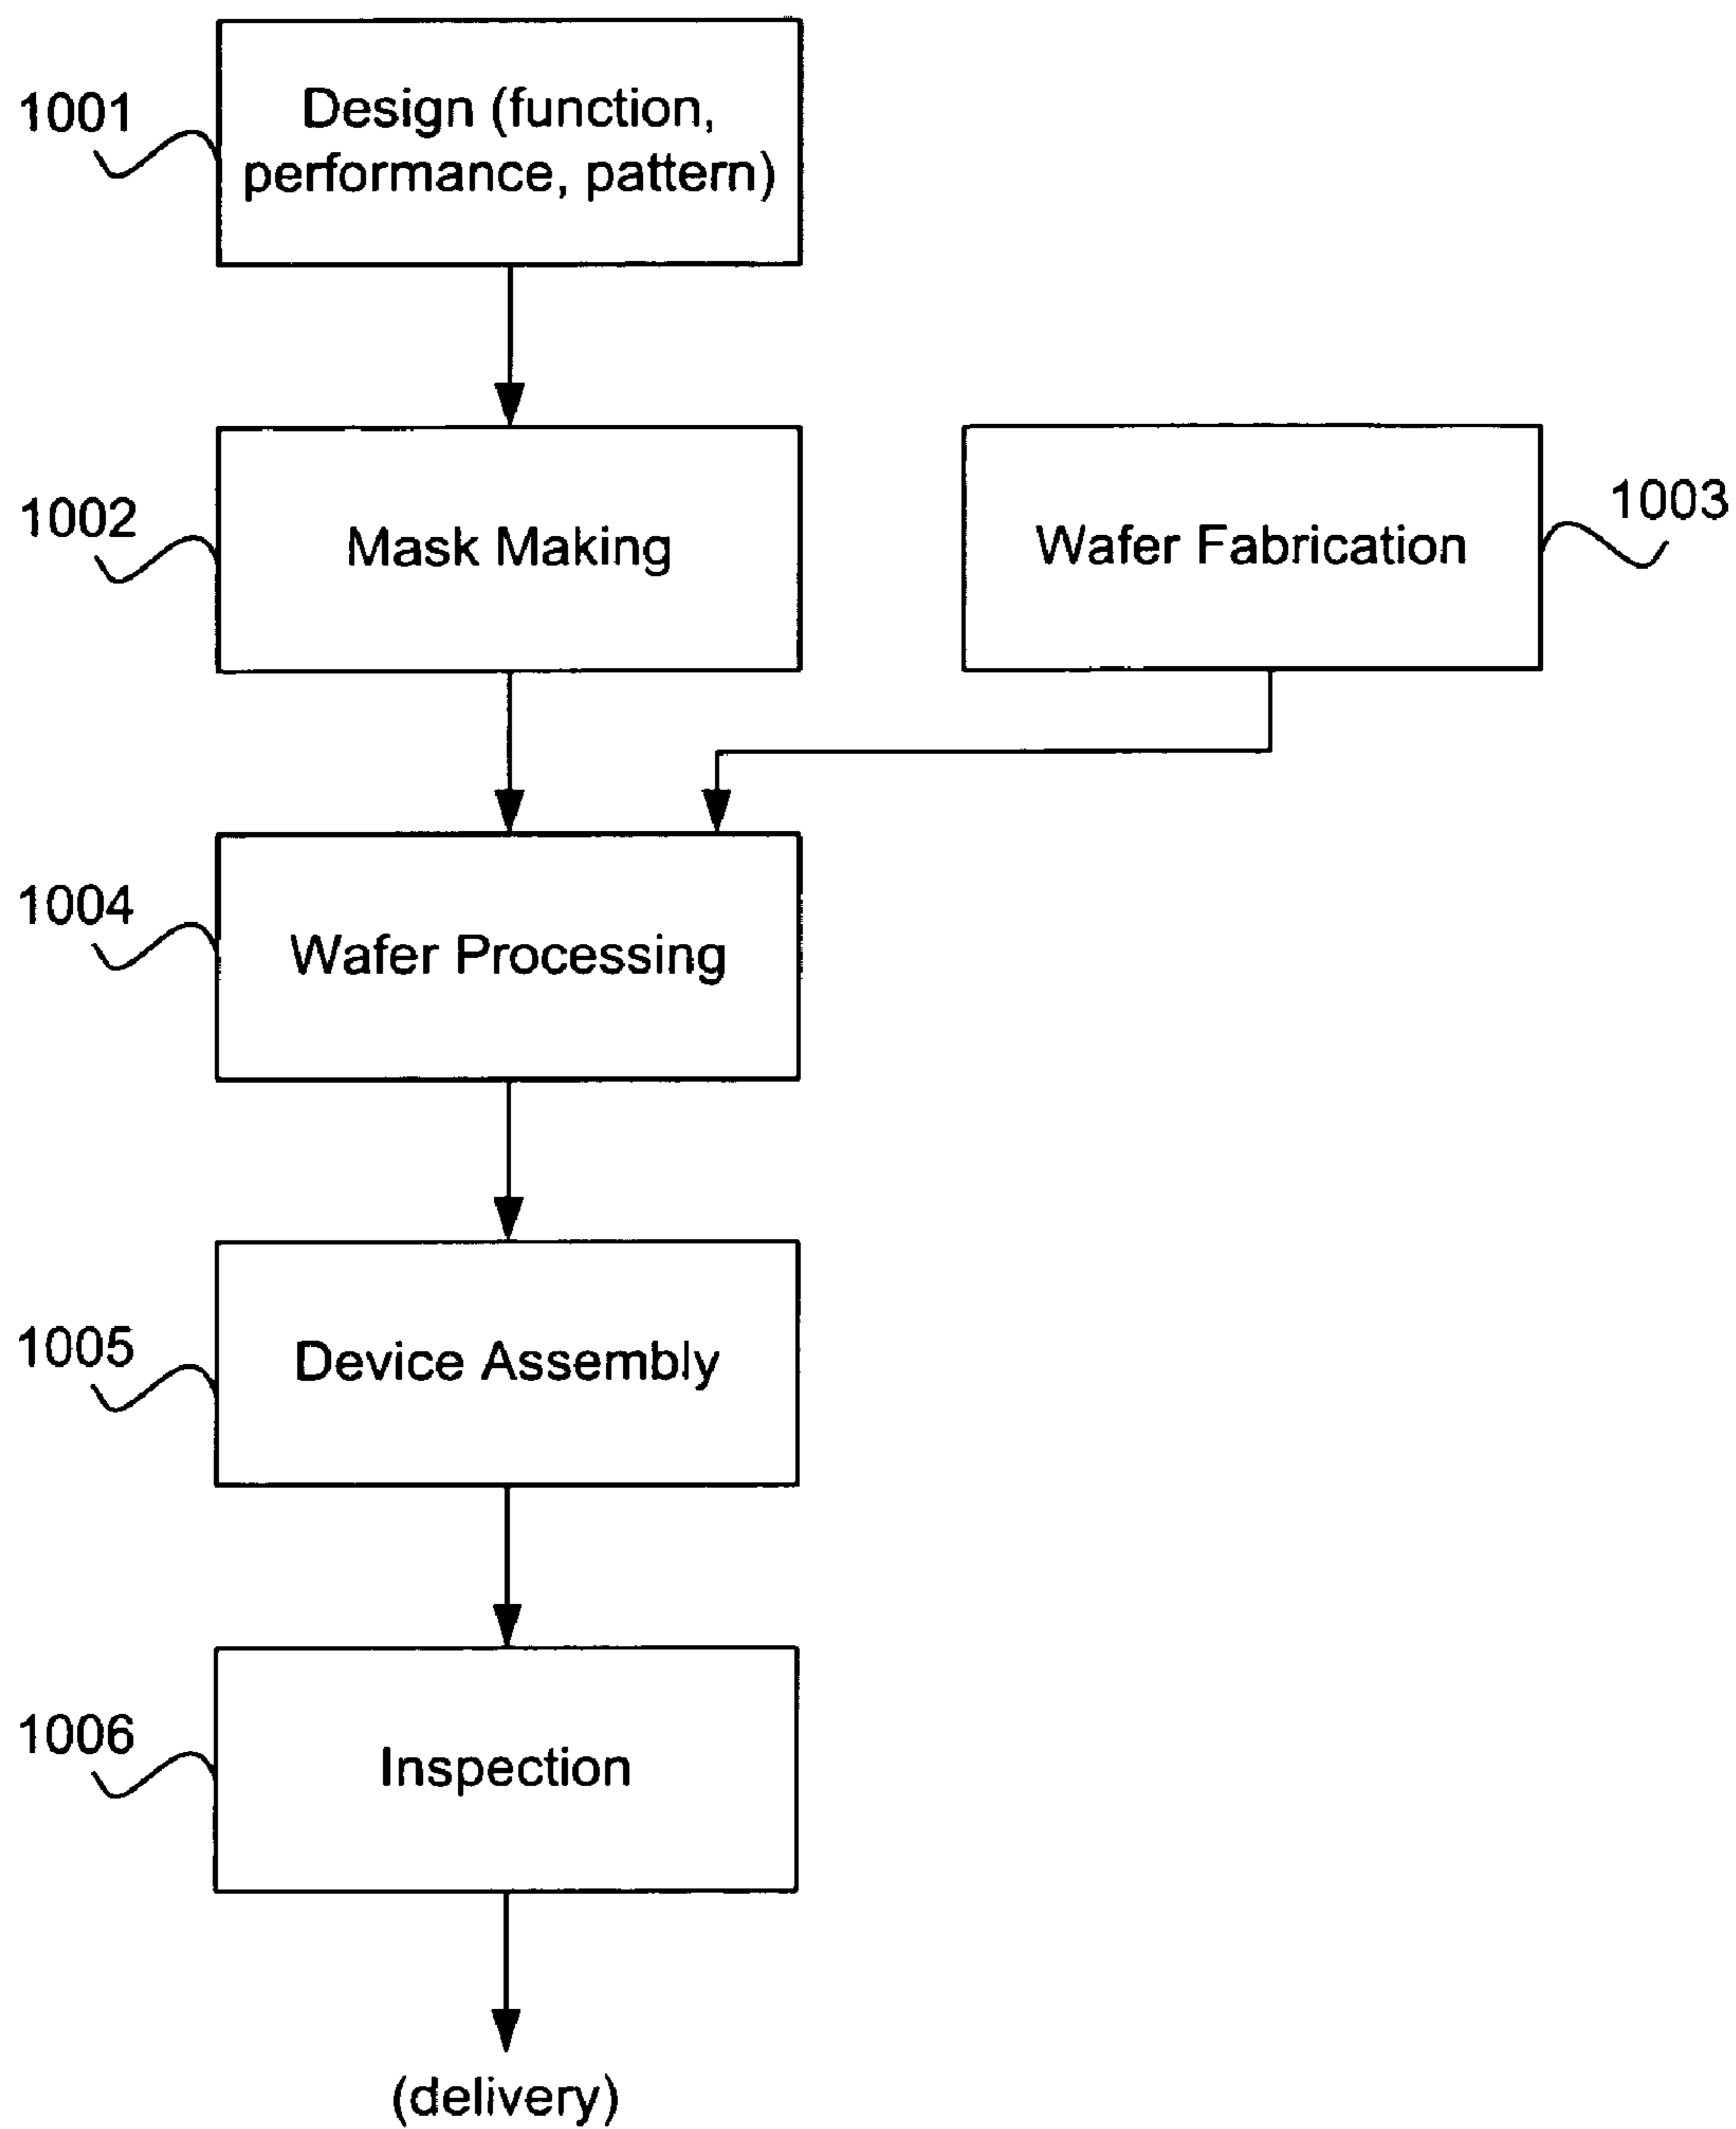 1001
Design (function,
performance, pattern)
1002
Mask Making
Wafer Fabrication
1003
1004
Wafer Processing
1005
Device Assembly
1006
Inspection
(delivery)